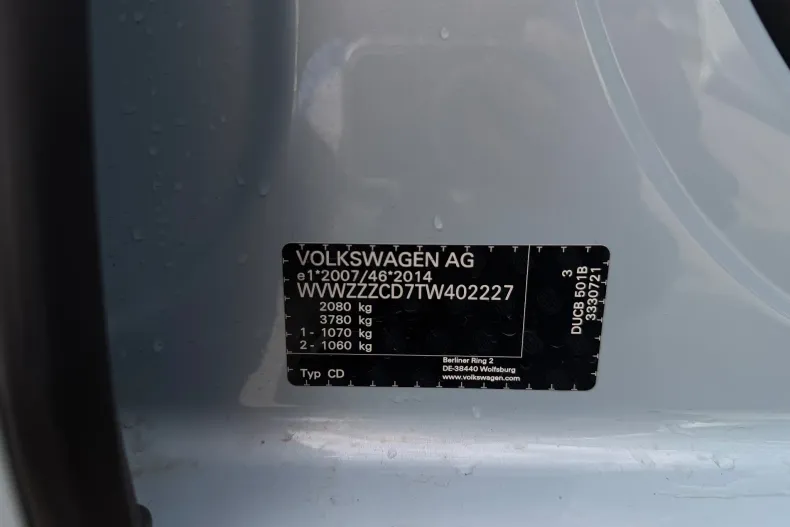 VOLKSWAGEN AG
e1*2007/46*2014
WVWZZZCD7TW402227
2080 kg
3780 kg
1 - 1070 kg
2 - 1060 kg
Typ CD
Berliner Ring 2
DE-38440 Wolfsburg
www.volkswagen.com
3
DUCB 501B
3330721